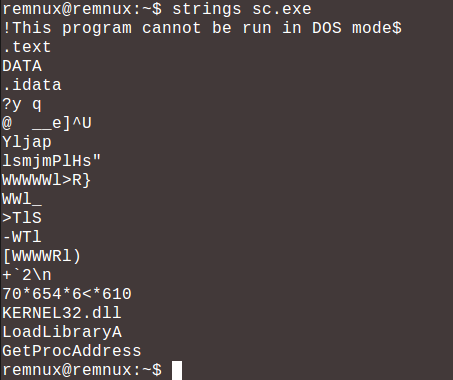 remnux@remnux:~$ strings sc.exe
!This program cannot be run in DOS mode$
.text
DATA
.idata
?y q
@  __e]^U
Yljap
lsmjmPlHs"
WWWWWl>R}
WWl_
>TlS
-WTl
[WWWWRl)
+`2\n
70*654*6<*610
KERNEL32.dll
LoadLibraryA
GetProcAddress
remnux@remnux:~$